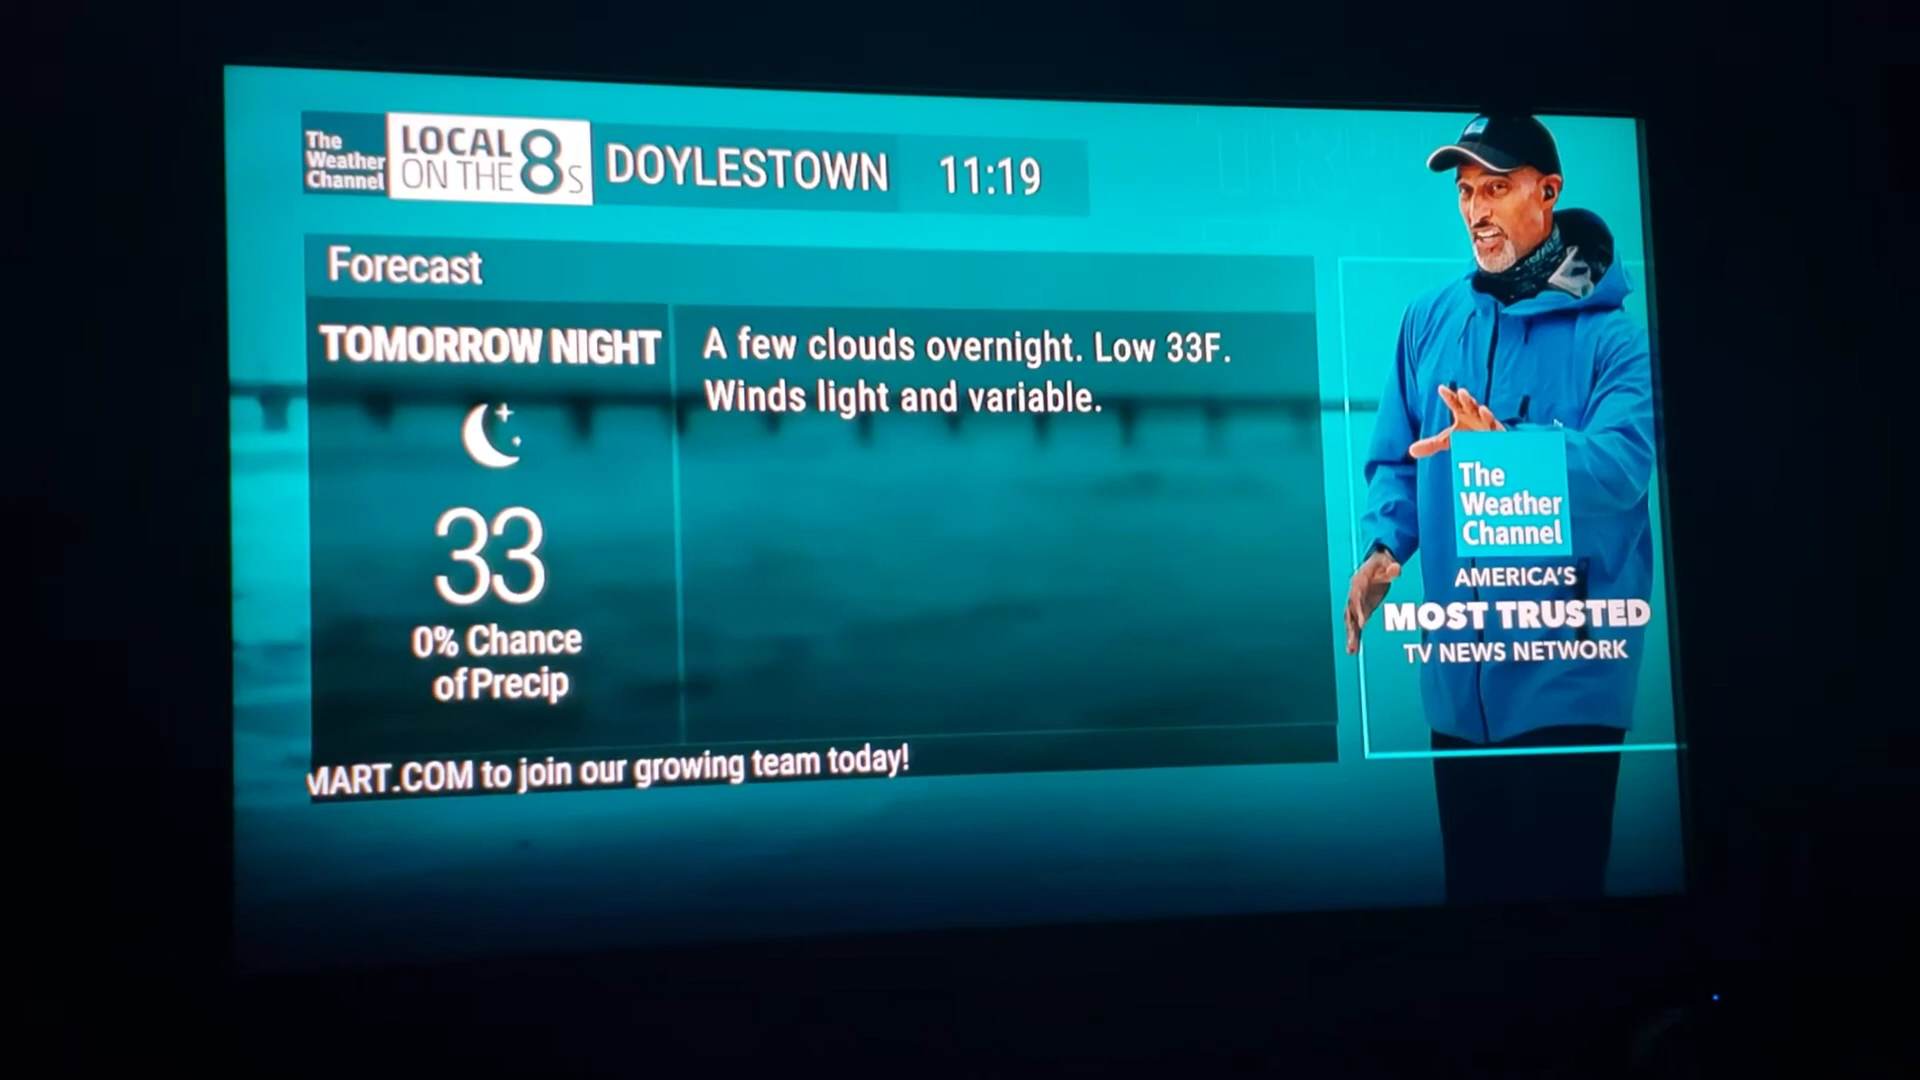 The
Weather
Channel
LOCAL
ON THE 8s
DOYLESTOWN
11:19
Forecast
TOMORROW NIGHT
33
0% Chance
of Precip
A few clouds overnight. Low 33F.
Winds light and variable.
MART.COM to join our growing team today!
The
Weather
Channel
AMERICA'S
MOST TRUSTED
TV NEWS NETWORK